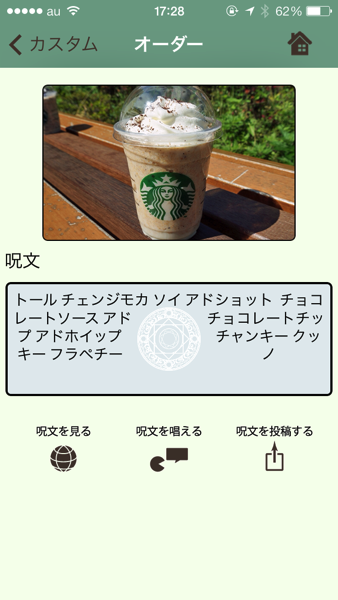 au 17:28 62%
カスタム オーダー
呪文
トール チェンジモカ ソイ アドショット チョコ
レートソース アド チョコレートチッ
プ アドホイップ チャンキー クッ
キー フラペチー ノ
呪文を見る 呪文を唱える 呪文を投稿する